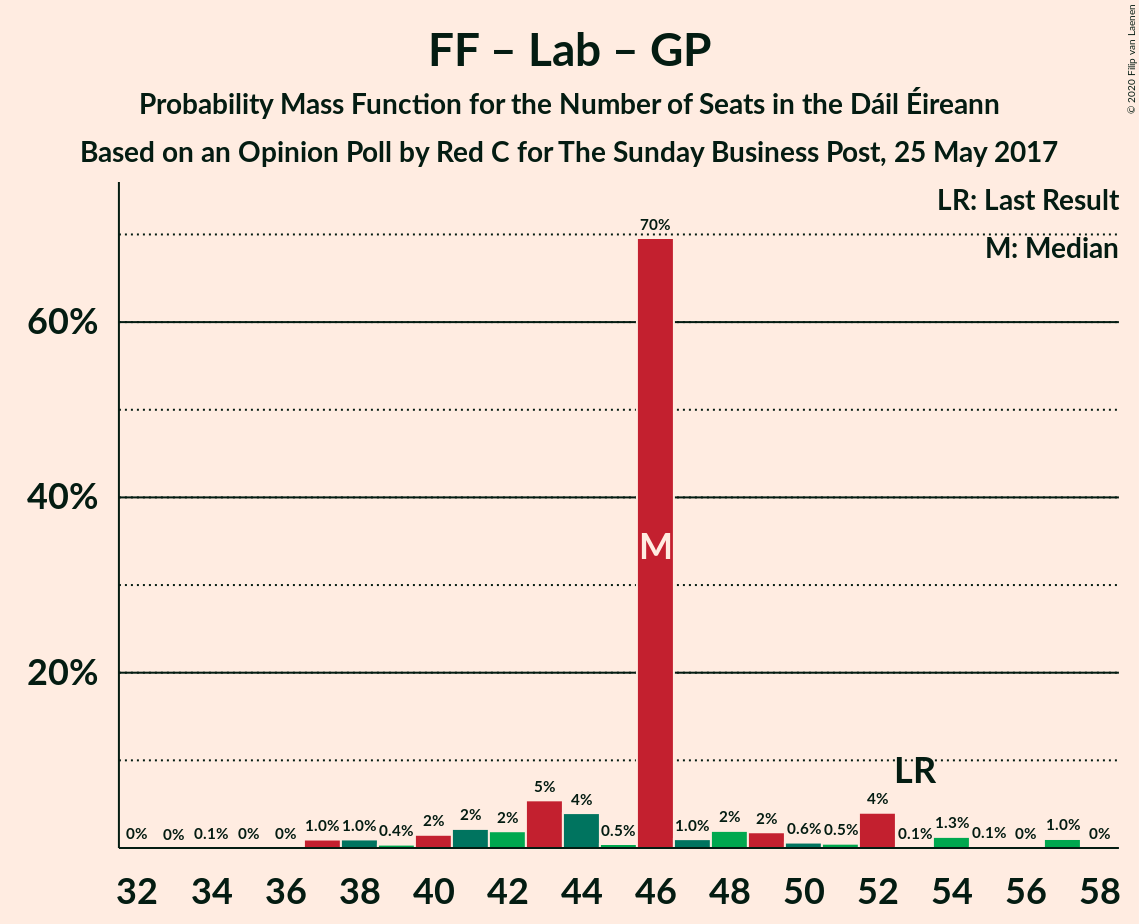 FF – Lab – GP
Probability Mass Function for the Number of Seats in the Dáil Éireann
Based on an Opinion Poll by Red C for The Sunday Business Post, 25 May 2017
© 2020 Filip van Laenen
LR: Last Result
M: Median
60%
40%
20%
0% 0% 0.1% 0% 0% 1.0% 1.0% 0.4% 2% 2% 2% 5% 4% 0.5% 70% 1.0% 2% 2% 0.6% 0.5% 4% 0.1% 1.3% 0.1% 0% 1.0% 0%
M
LR
32 34 36 38 40 42 44 46 48 50 52 54 56 58